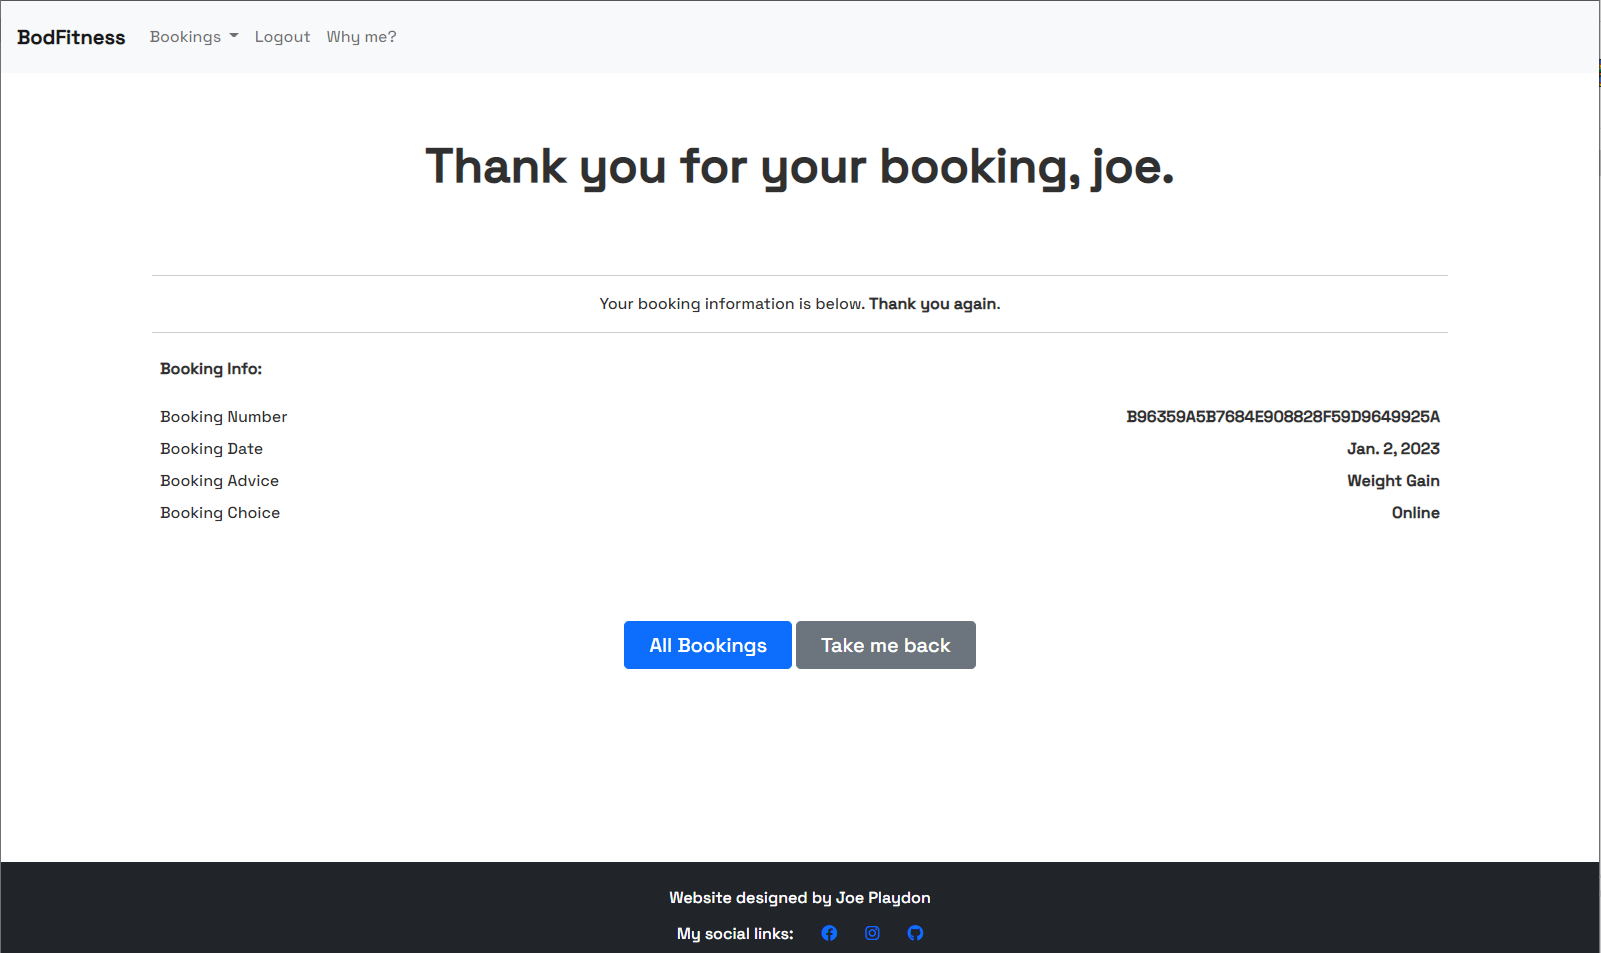 BodFitness Bookings Logout Why me?
Thank you for your booking, joe.
Your booking information is below. Thank you again.
Booking Info:
Booking Number B96359A5B7684E908828F59D9649925A
Booking Date Jan. 2, 2023
Booking Advice Weight Gain
Booking Choice Online
All Bookings Take me back
Website designed by Joe Playdon
My social links: